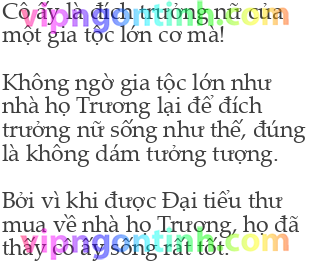 Cô ấy là đích trưởng nữ của
một gia tộc lớn cơ mà!
Không ngờ gia tộc lớn như
nhà họ Trương lại để đích
trưởng nữ sống như thế, đúng
là không dám tưởng tượng.
Bởi vì khi được Đại tiểu thư
mua về nhà họ Trương, họ đã
thấy cô ấy sống rất tốt.
vipngontinh.com
vipngontinh.com